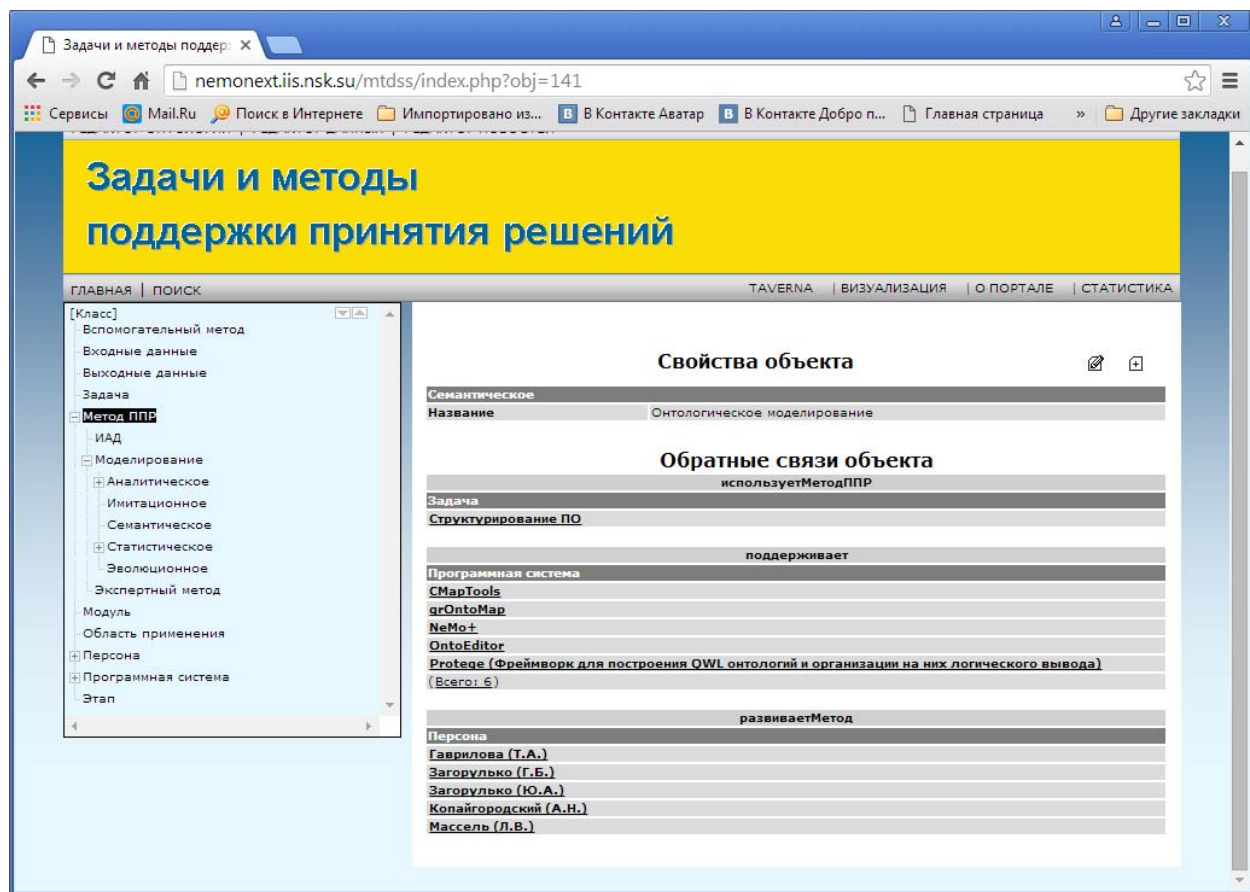 Задачи и методы поддер:
nemonext.iis.nsk.su/mtdss/index.php?obj=141
Сервисы Mail.Ru Поиск в Интернете Импортировано из... В Контакте Аватар В Контакте Добро п... Главная страница » Другие закладки
Задачи и методы
поддержки принятия решений
ГЛАВНАЯ | ПОИСК
TAVERNA | ВИЗУАЛИЗАЦИЯ | О ПОРТАЛЕ | СТАТИСТИКА
[Класс]
Вспомогательный метод
Входные данные
Выходные данные
Задача
Метод ППР
ИАД
Моделирование
Аналитическое
Имитационное
Семантическое
Статистическое
Эволюционное
Экспертный метод
Модуль
Область применения
Персона
Программная система
Этап
Свойства объекта
Семантическое
Название Онтологическое моделирование
Обратные связи объекта
используетМетодППР
Задача
Структурирование ПО
поддерживает
Программная система
CMapTools
grOntoMap
NeMo+
OntoEditor
Protege (Фреймворк для построения QWL онтологий и организации на них логического вывода)
(Всего: 6)
развиваетМетод
Персона
Гаврилова (Т.А.)
Загорулько (Г.Б.)
Загорулько (Ю.А.)
Копайгородский (А.Н.)
Массель (Л.В.)